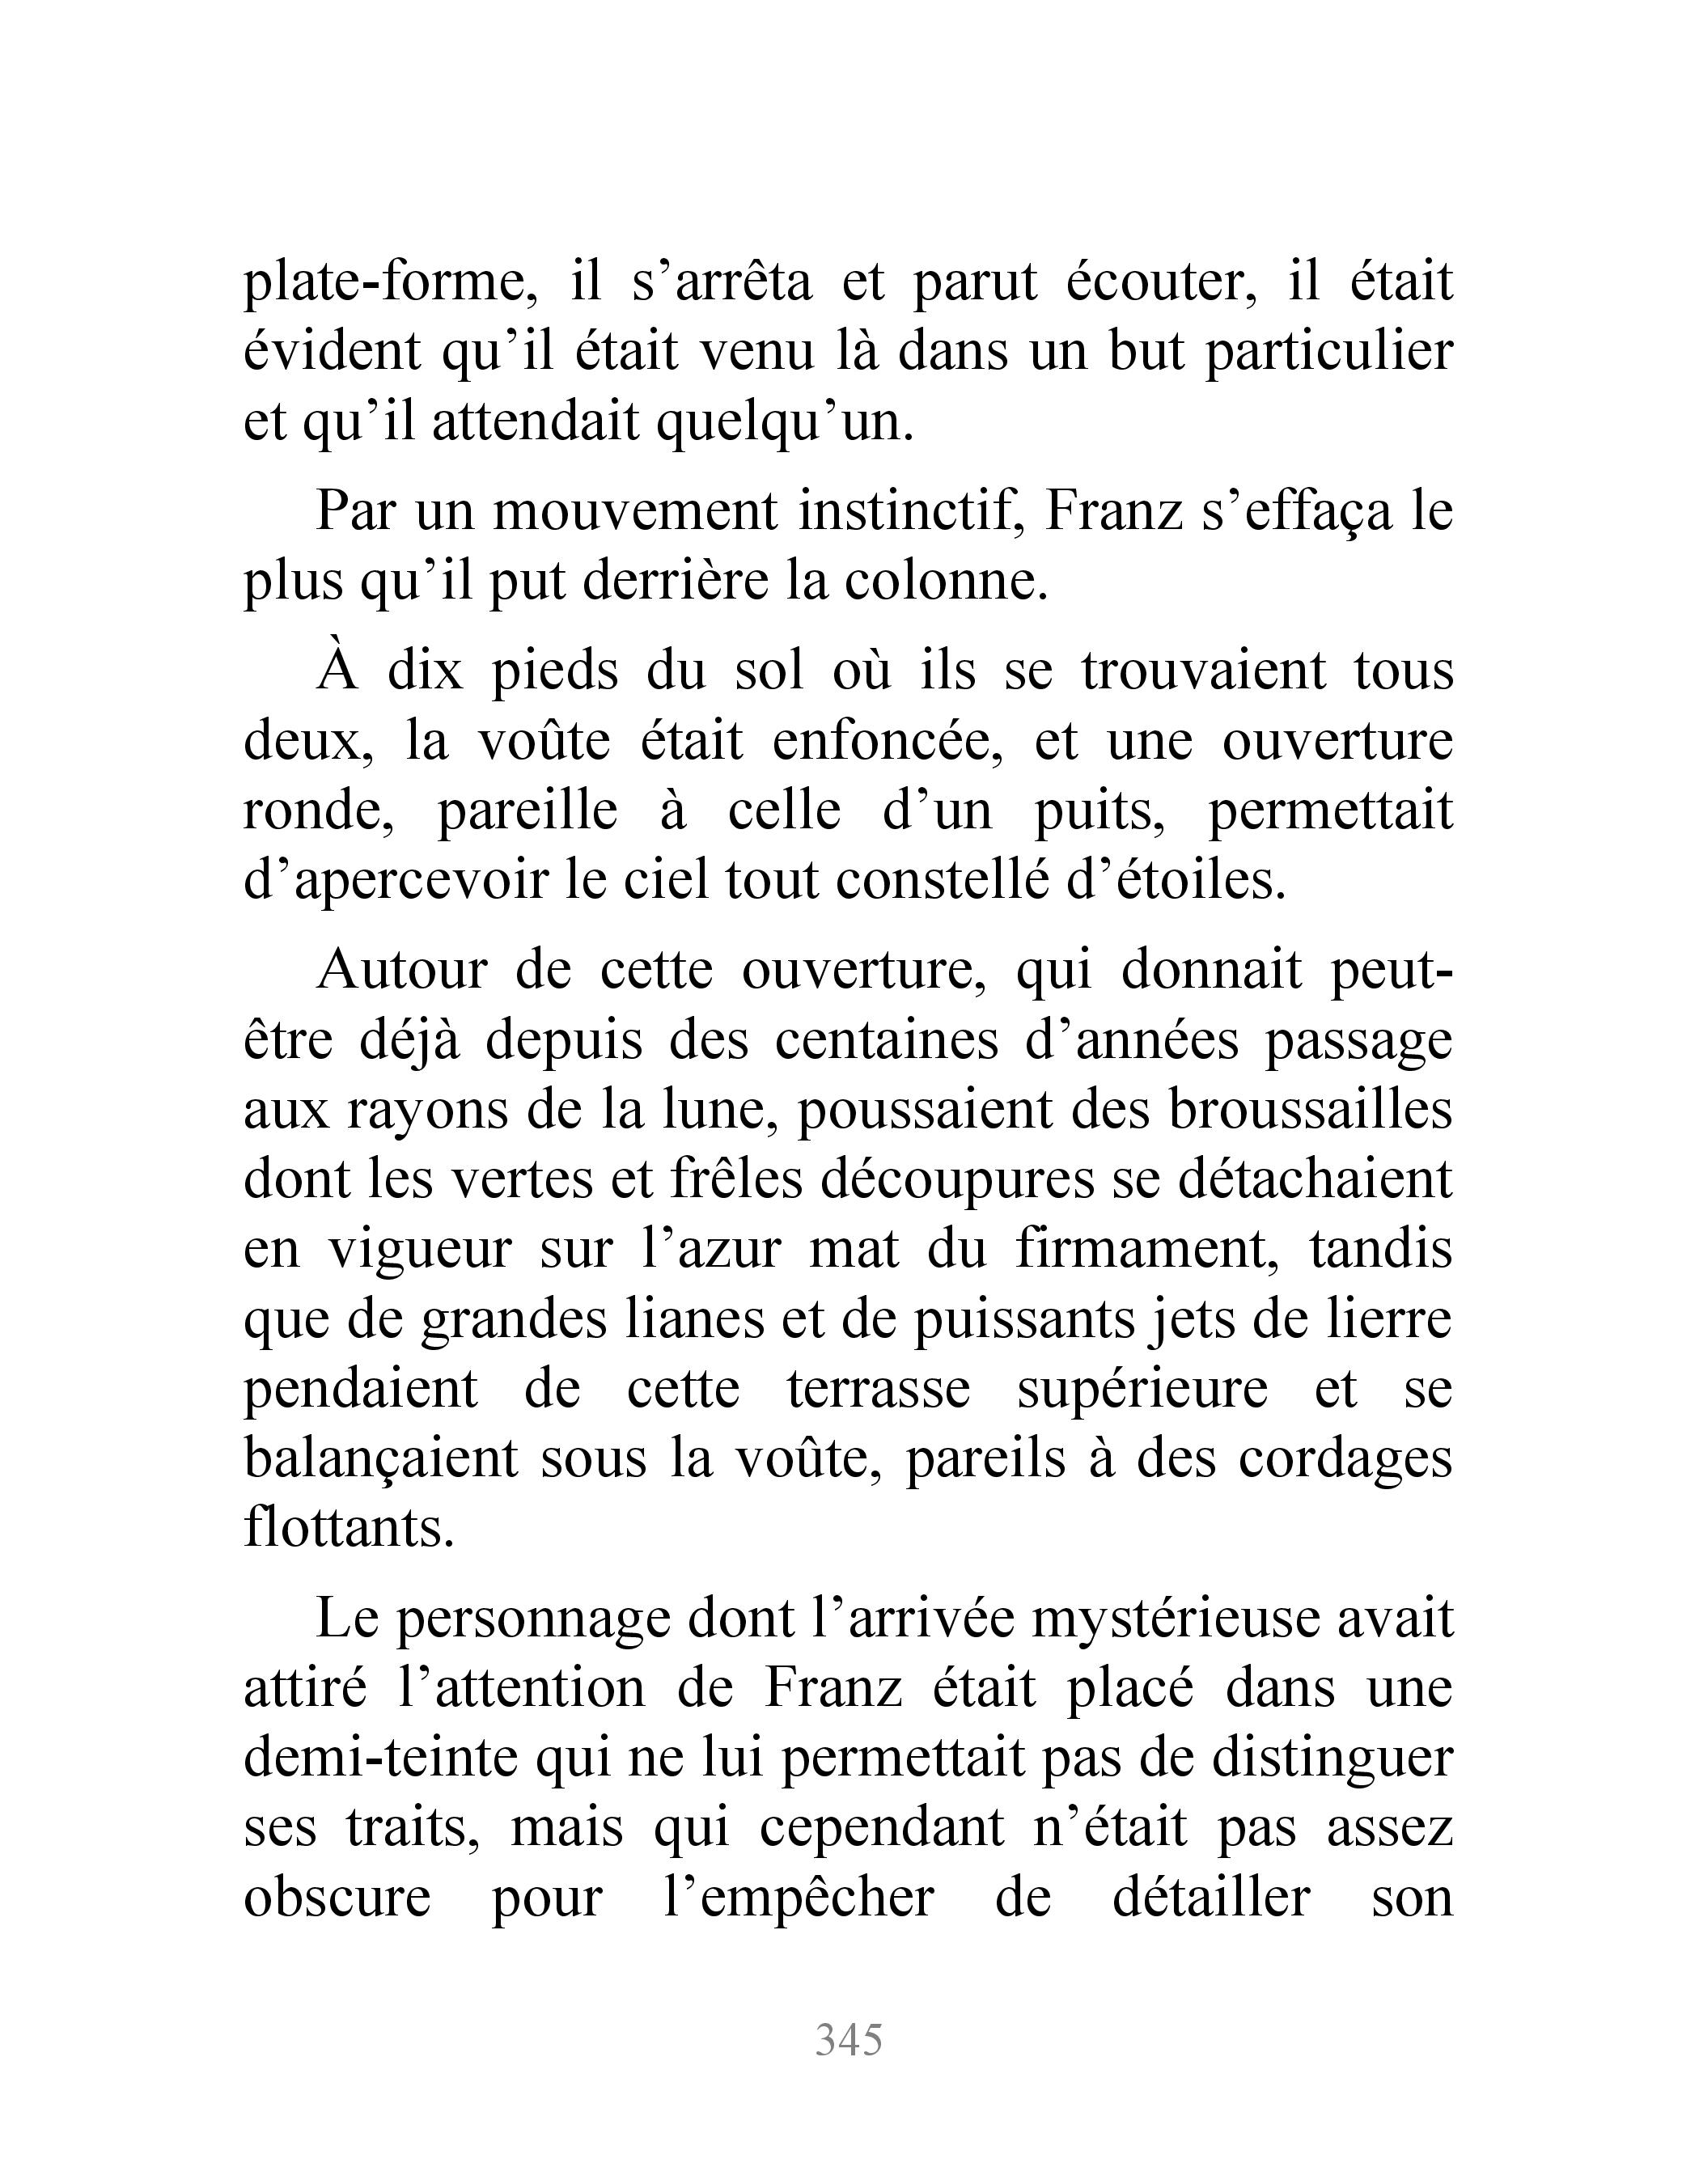 plate-forme, il s’arrêta et parut écouter, il était
évident qu’il était venu là dans un but particulier
et qu’il attendait quelqu’un.
Par un mouvement instinctif, Franz s’effaça le
plus qu’il put derrière la colonne.
À dix pieds du sol où ils se trouvaient tous
deux, la voûte était enfoncée, et une ouverture
ronde, pareille à celle d’un puits, permettait
d’apercevoir le ciel tout constellé d’étoiles.
Autour de cette ouverture, qui donnait peut-
être déjà depuis des centaines d’années passage
aux rayons de la lune, poussaient des broussailles
dont les vertes et frêles découpures se détachaient
en vigueur sur l’azur mat du firmament, tandis
que de grandes lianes et de puissants jets de lierre
pendaient de cette terrasse supérieure et se
balançaient sous la voûte, pareils à des cordages
flottants.
Le personnage dont l’arrivée mystérieuse avait
attiré l’attention de Franz était placé dans une
demi-teinte qui ne lui permettait pas de distinguer
ses traits, mais qui cependant n’était pas assez
obscure pour l’empêcher de détailler son
345